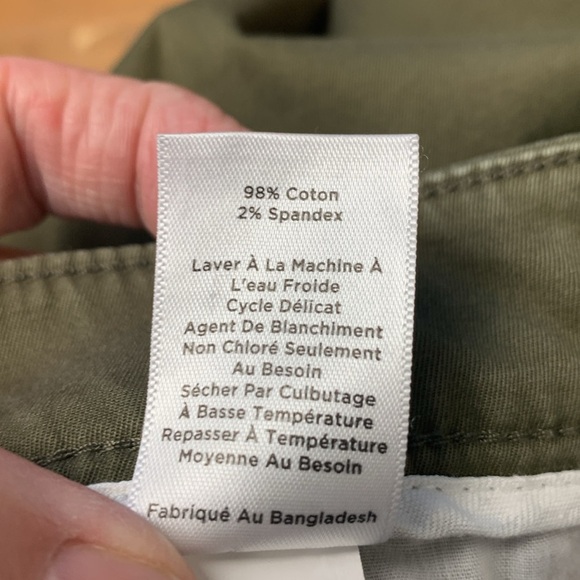 98% Coton
2% Spandex
Laver À La Machine À
L'eau Froide
Cycle Délicat
Agent De Blanchiment
Non Chloré Seulement
Au Besoin
Sécher Par Culbutage
À Basse Température
Repasser À Température
Moyenne Au Besoin
Fabriqué Au Bangladesh